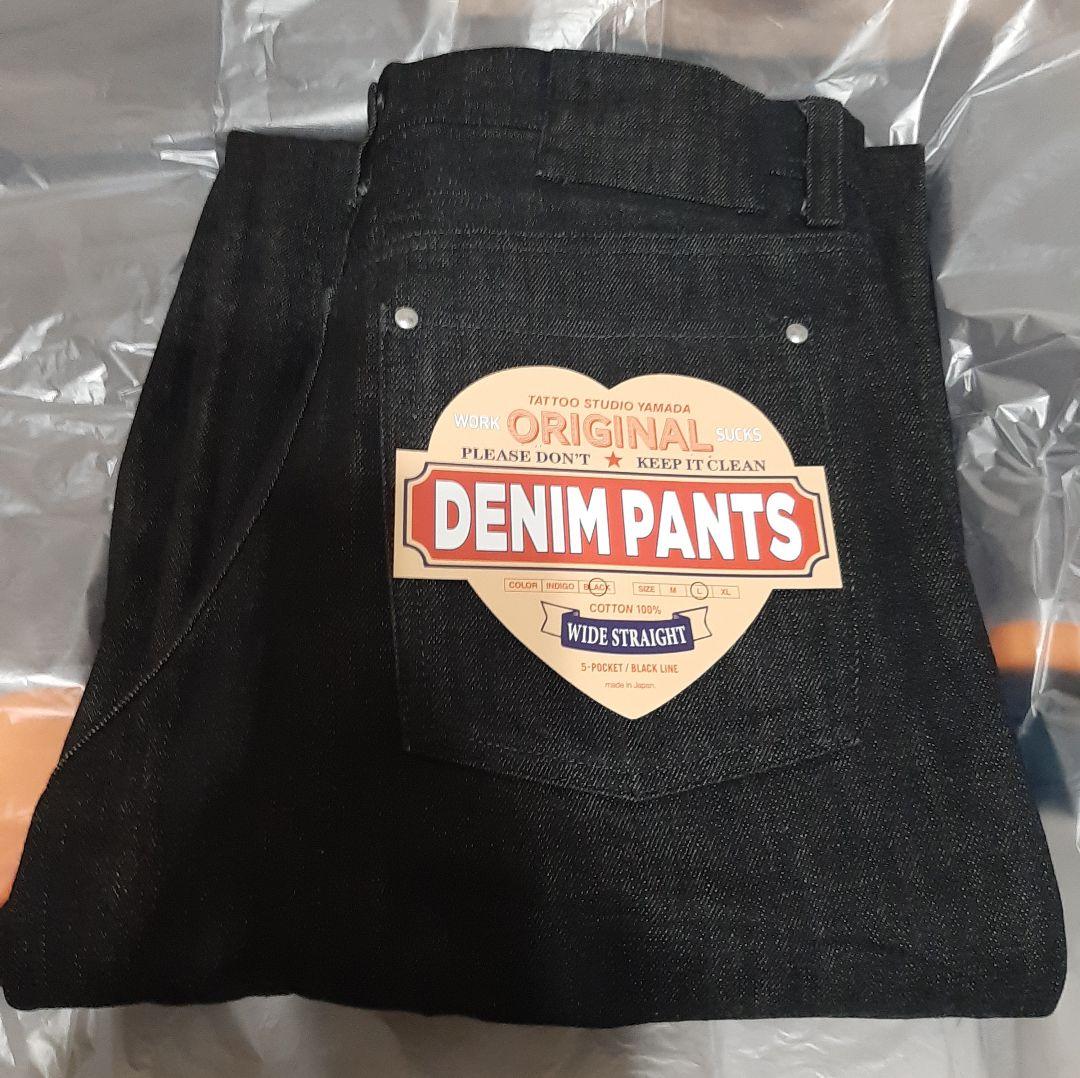 TATTOO STUDIO YAMADA
WORK ORIGINAL SUCKS
PLEASE DON'T ★ KEEP IT CLEAN
DENIM PANTS
COLOR INDIGO BLACK SIZE M L XL
COTTON 100%
WIDE STRAIGHT
5-POCKET / BLACK LINE
made in Japan.